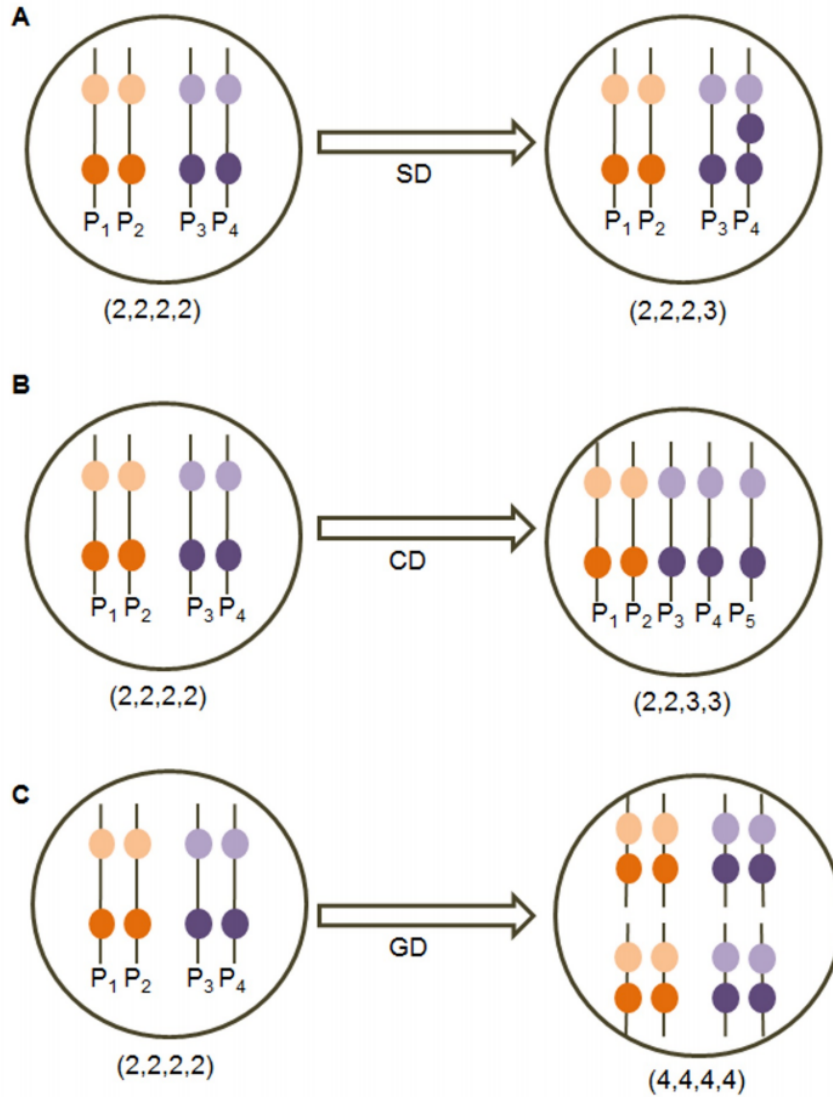 A
SD
P1 P2 P3 P4
P1 P2 P3 P4
(2,2,2,2)
(2,2,2,3)
B
CD
P1 P2 P3 P4
P1 P2 P3 P4 P5
(2,2,2,2)
(2,2,3,3)
C
GD
P1 P2 P3 P4
(2,2,2,2)
(4,4,4,4)